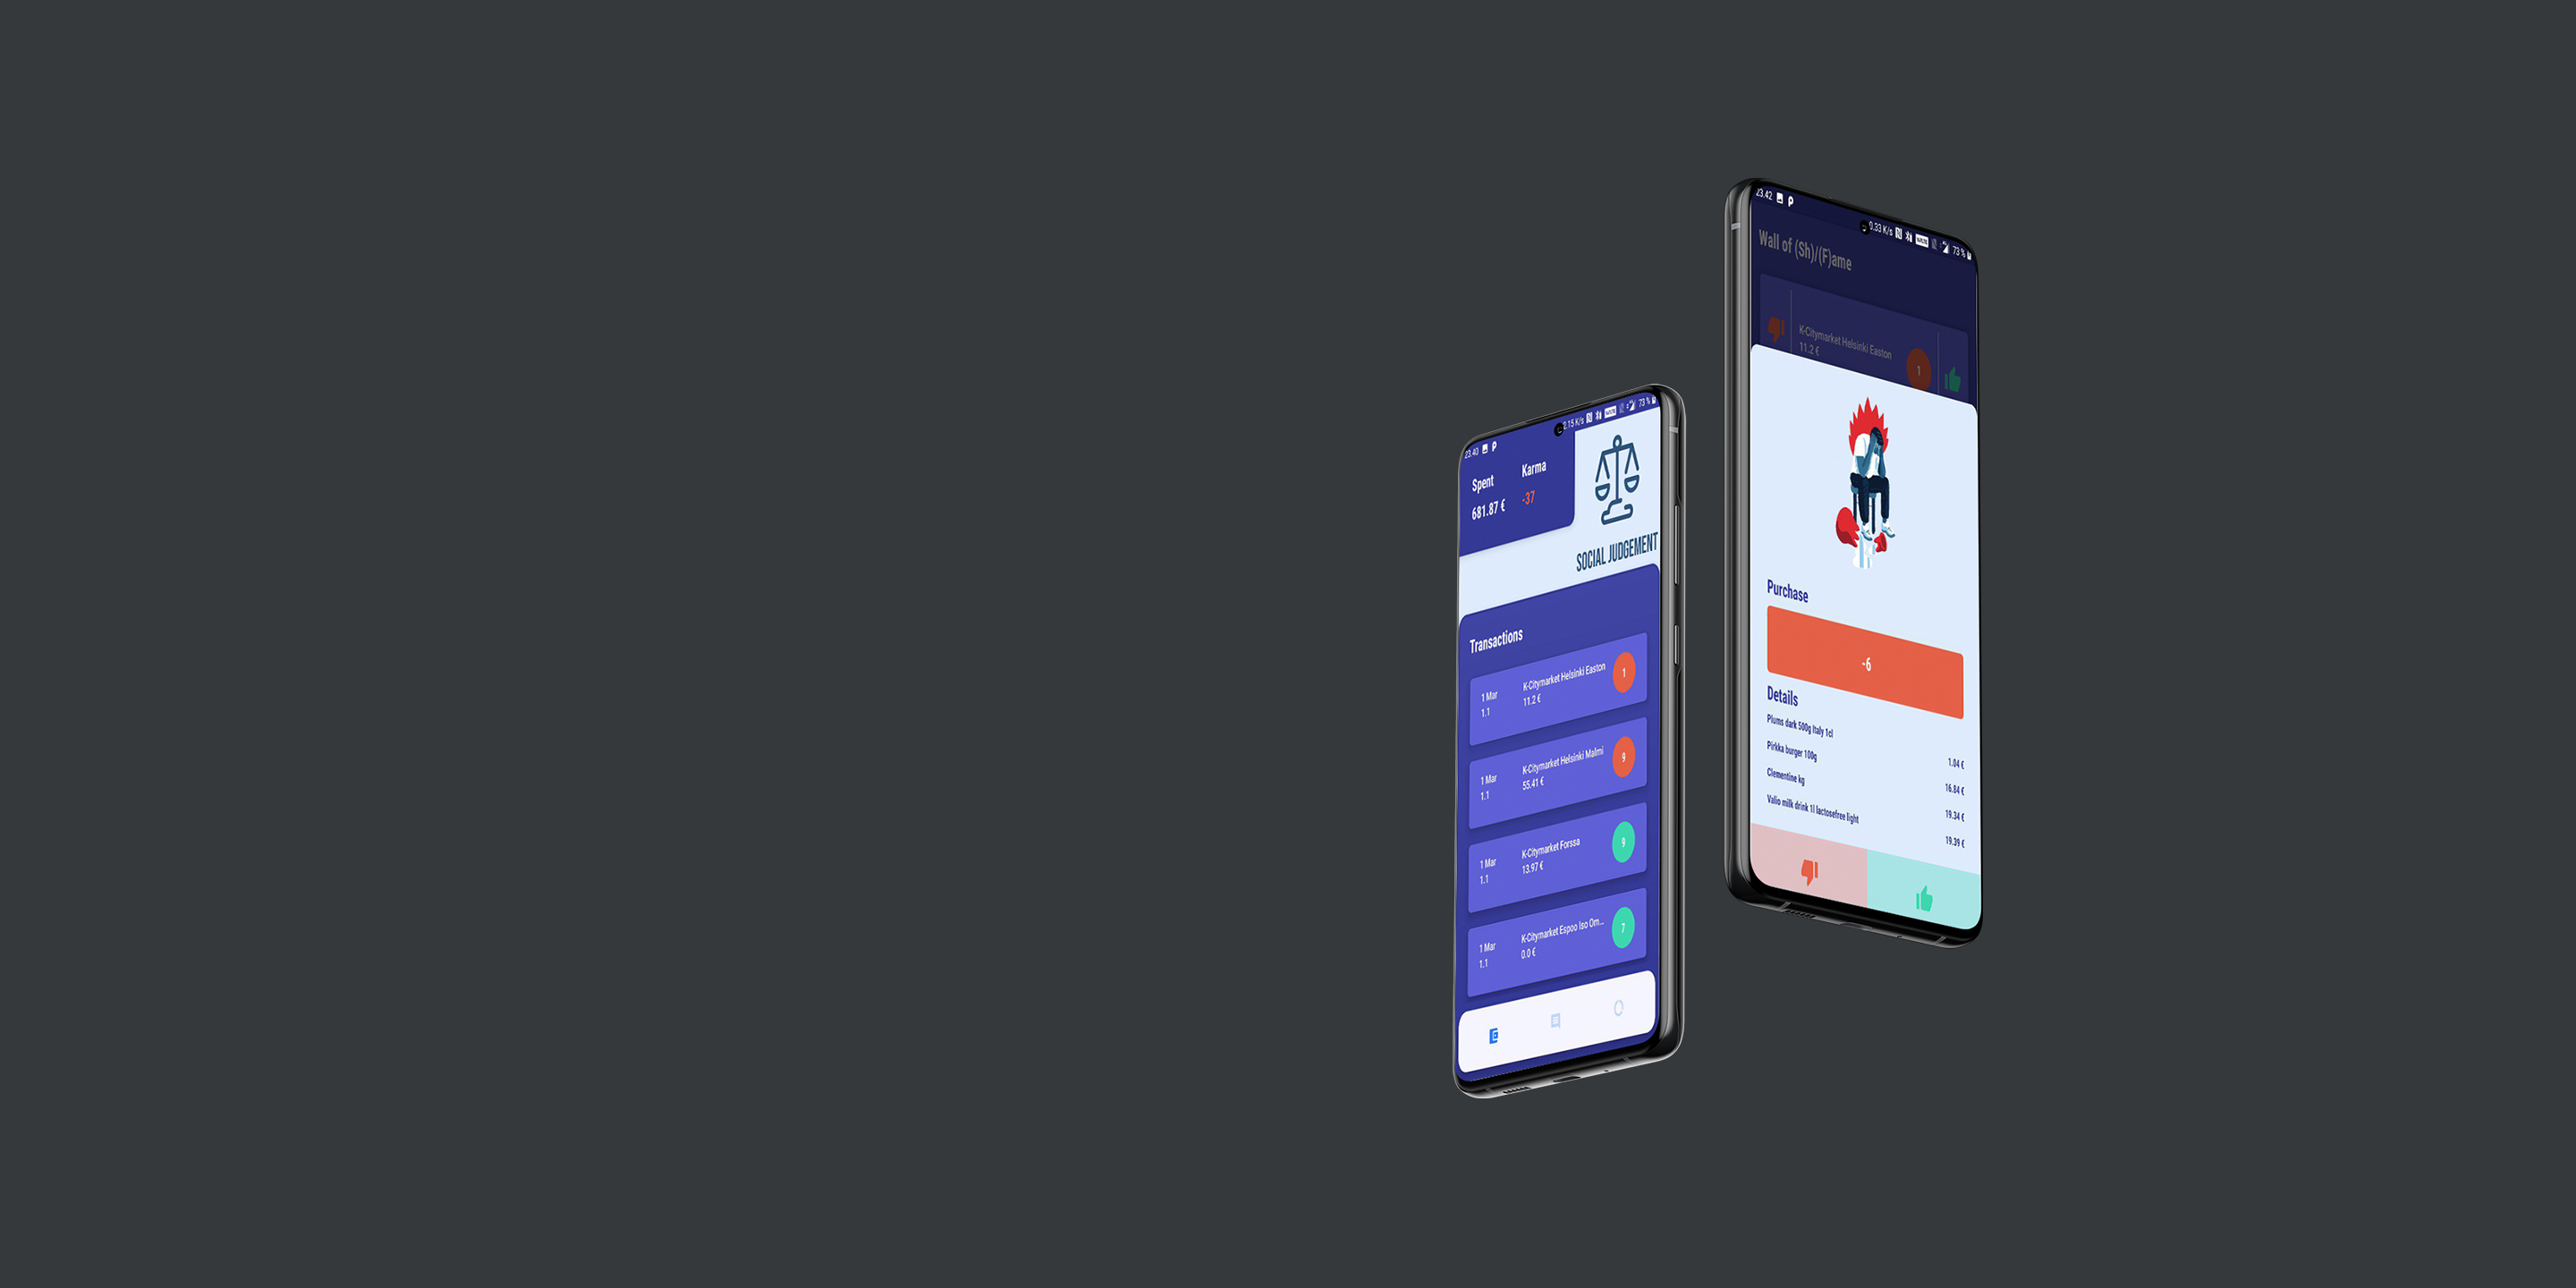 23.40
2.15 K/s
73 %
Spent
681.87 €
Karma
-37
SOCIAL JUDGEMENT
Transactions
1 Mar
1.1
K-Citymarket Helsinki Easton
11.2 €
1
1 Mar
1.1
K-Citymarket Helsinki Malmi
55.41 €
9
1 Mar
1.1
K-Citymarket Forssa
13.97 €
9
1 Mar
1.1
K-Citymarket Espoo Iso Om...
0.0 €
7
23.42
0.33 K/s
73 %
Wall of (Sh)/(F)ame
K-Citymarket Helsinki Easton
11.2 €
1
Purchase
-6
Details
Plums dark 500g Italy 1cl
1.04 €
Pirkka burger 100g
16.84 €
Clementine kg
19.34 €
Valio milk drink 1l lactosefree light
19.39 €